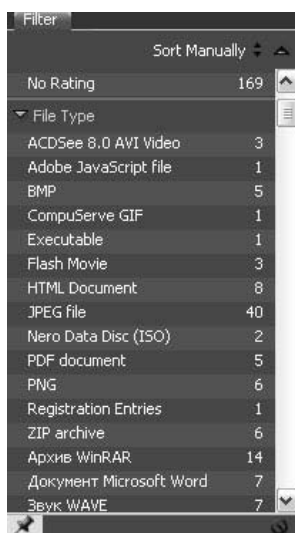 Filter
Sort Manually
No Rating 169
File Type
ACDSee 8.0 AVI Video 3
Adobe JavaScript file 1
BMP 5
CompuServe GIF 1
Executable 1
Flash Movie 3
HTML Document 8
JPEG file 40
Nero Data Disc (ISO) 2
PDF document 5
PNG 6
Registration Entries 1
ZIP archive 6
Архив WinRAR 14
Документ Microsoft Word 7
Звук WAVE 7